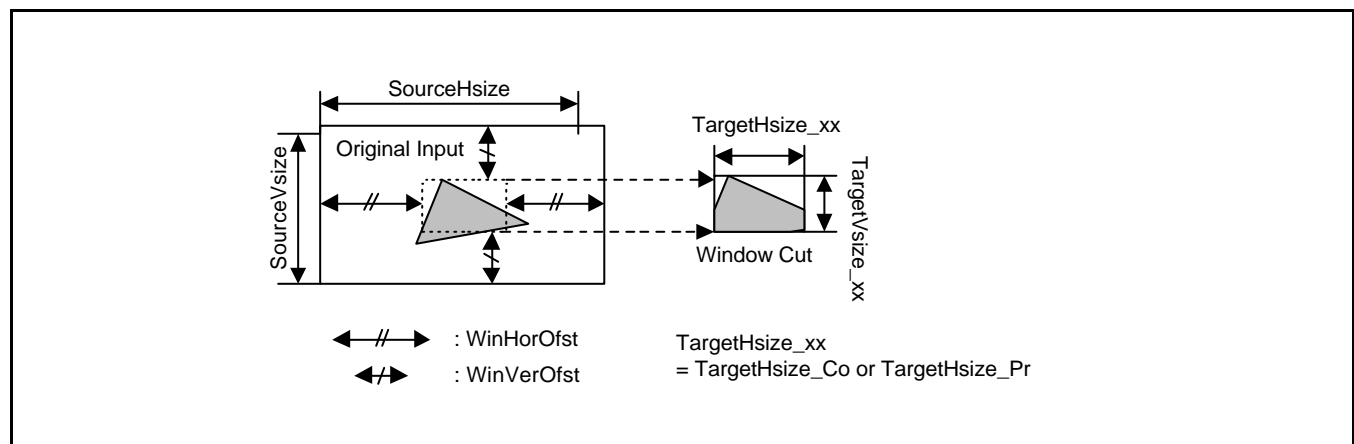 SourceHsize
TargetHsize_xx
Original Input
SourceVsize
TargetVsize_xx
Window Cut
: WinHorOfst
: WinVerOfst
TargetHsize_xx
= TargetHsize_Co or TargetHsize_Pr